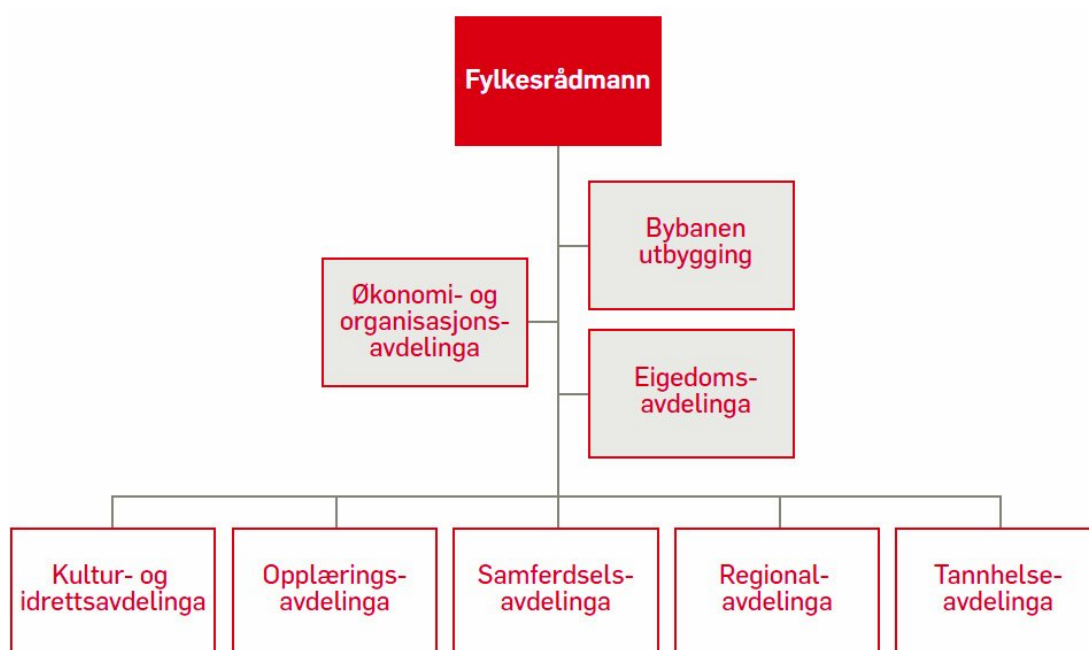 Fylkesrådmann
Bybanen
utbygging
Økonomi- og
organisasjons-
avdelinga
Eigedoms-
avdelinga
Kultur- og
idrettsavdelinga
Opplærings-
avdelinga
Samferdsels-
avdelinga
Regional-
avdelinga
Tannhelse-
avdelinga